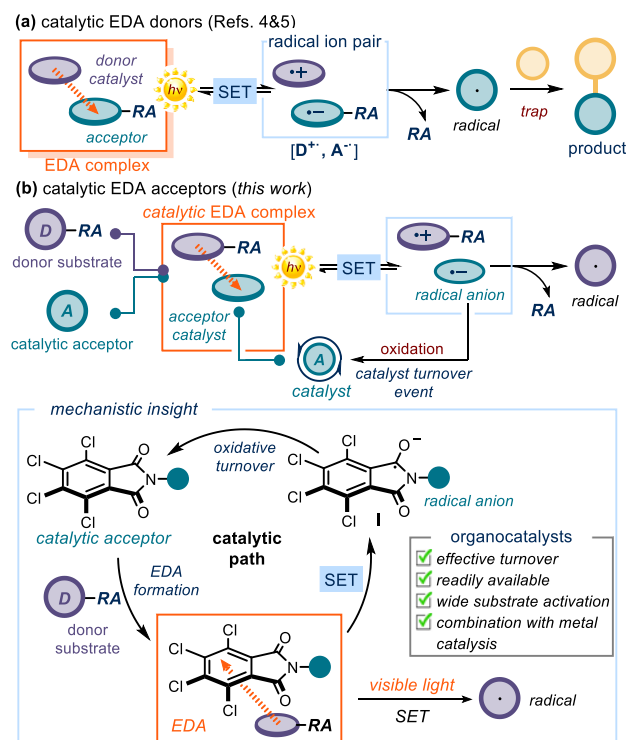 (a) catalytic EDA donors (Refs. 4&5)
donor
catalyst
RA
acceptor
EDA complex
hν
SET
radical ion pair
•+
•− RA
[D+·, A-·]
RA
radical
trap
product
(b) catalytic EDA acceptors (this work)
D RA
donor substrate
A
catalytic acceptor
catalytic EDA complex
RA
acceptor
catalyst
hν
SET
•+ RA
•−
radical anion
RA
radical
A
catalyst
oxidation
catalyst turnover
event
mechanistic insight
Cl
Cl
Cl
Cl
O
N
O
catalytic acceptor
oxidative
turnover
Cl
Cl
Cl
Cl
O−
N
O
radical anion
I
catalytic
path
D RA
donor
substrate
EDA
formation
SET
organocatalysts
effective turnover
readily available
wide substrate activation
combination with metal
catalysis
Cl
Cl
Cl
Cl
O
N
O
EDA
RA
visible light
SET
radical